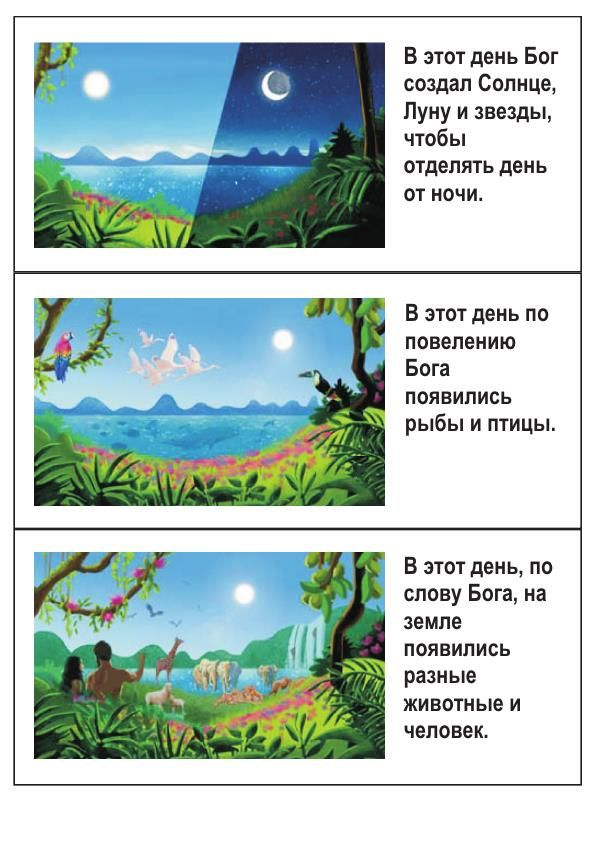 В этот день Бог
создал Солнце,
Луну и звезды,
чтобы
отделять день
от ночи.
В этот день по
повелению
Бога
появились
рыбы и птицы.
В этот день, по
слову Бога, на
земле
появились
разные
животные и
человек.